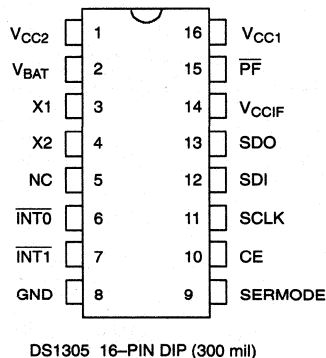 VCC2 1 16 VCC1
VBAT 2 15 PF
X1 3 14 VCCIF
X2 4 13 SDO
NC 5 12 SDI
INT0 6 11 SCLK
INT1 7 10 CE
GND 8 9 SERMODE
DS1305 16–PIN DIP (300 mil)